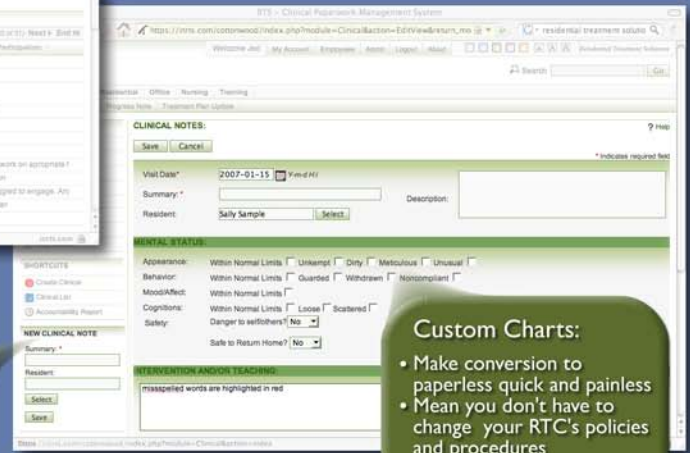 RTS - Clinical Paperwork Management System
Next > End
Participation
https://irtrs.com/cottonwood/index.php?module=Clinical&action=EditView&return_mo
residential treatment solutio
Welcome Jed | My Account | Employees | Admin | Logout | About
Search
Go
Office Nursing Training
Progress Note | Treatment Plan Update
CLINICAL NOTES:
? Help
Save Cancel
* Indicates required field
Visit Date* 2007-01-15
Summary: *
Description:
Resident: Sally Sample Select
MENTAL STATUS:
Appearance: Within Normal Limits Unkempt Dirty Meticulous Unusual
Behavior: Within Normal Limits Guarded Withdrawn Noncompliant
Mood/Affect: Within Normal Limits
Cognitions: Within Normal Limits Loose Scattered
Safety: Danger to self/others? No
Safe to Return Home? No
INTERVENTION AND/OR TEACHING:
missspelled words are highlighted in red
SHORTCUTS
Create Clinical
Clinical List
Accountability Report
NEW CLINICAL NOTE
Summary: *
Resident:
Select
Save
Custom Charts:
• Make conversion to
paperless quick and painless
• Mean you don't have to
change your RTC's policies
and procedures